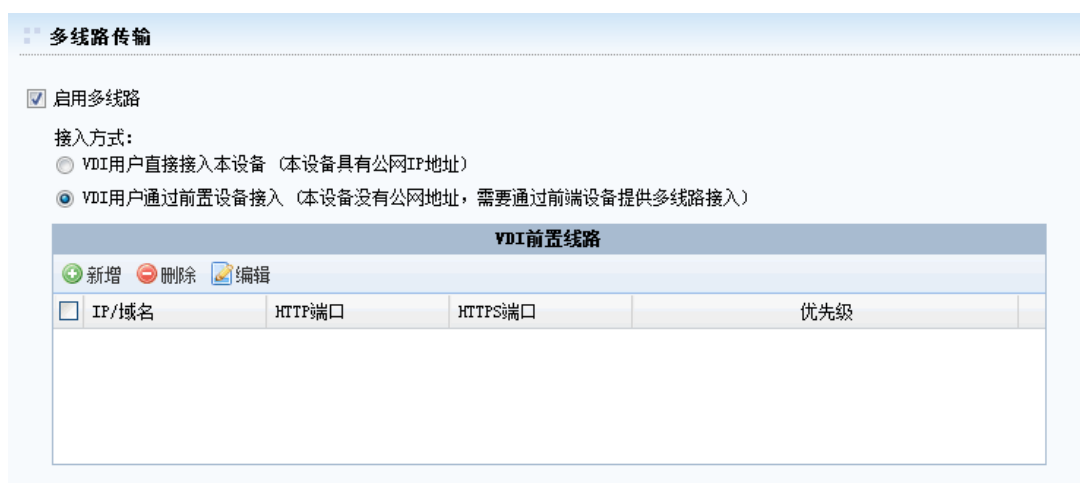 多线路传输
启用多线路
接入方式：
VDI用户直接接入本设备（本设备具有公网IP地址）
VDI用户通过前置设备接入（本设备没有公网地址，需要通过前端设备提供多线路接入）
VDI前置线路
新增 删除 编辑
IP/域名 HTTP端口 HTTPS端口 优先级